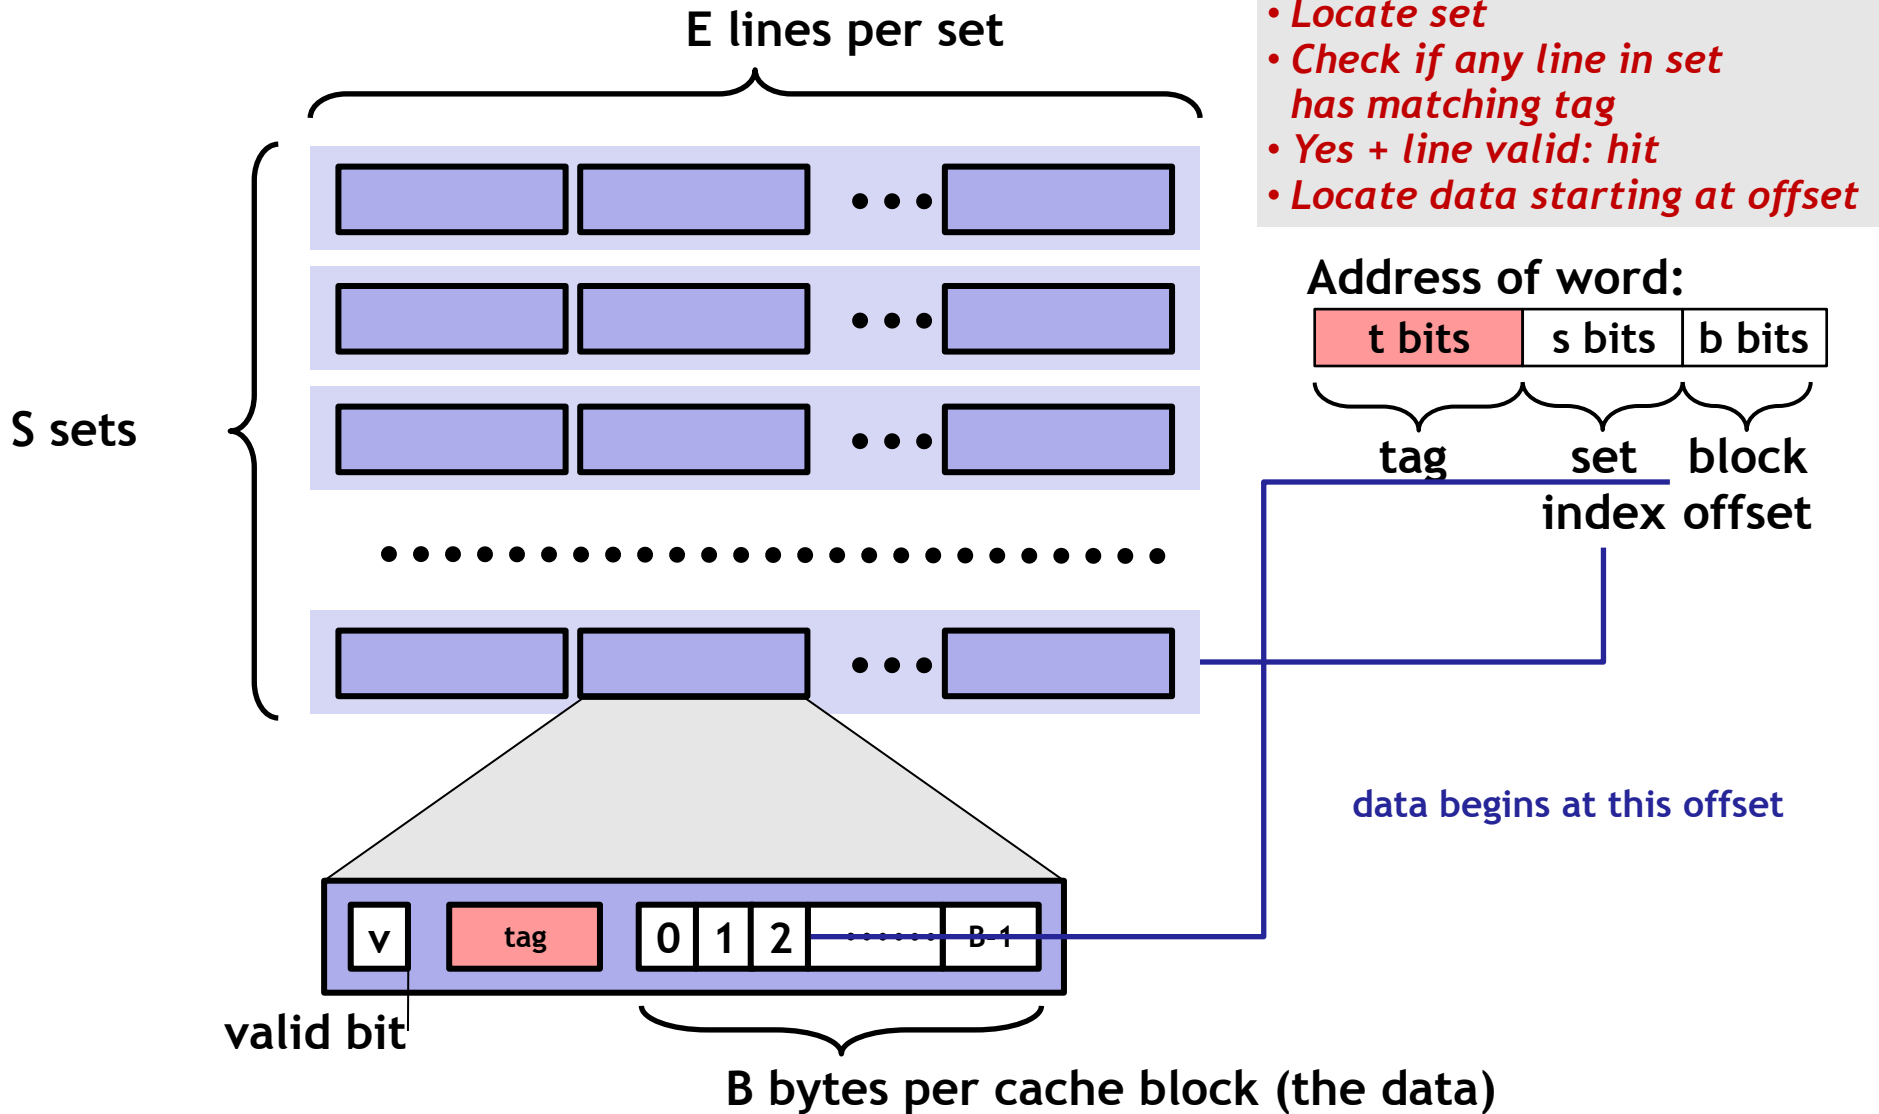 E lines per set
• Locate set
• Check if any line in set
has matching tag
• Yes + line valid: hit
• Locate data starting at offset
Address of word:
t bits s bits b bits
tag set block
index offset
S sets
data begins at this offset
v tag 0 1 2 B-1
valid bit
B bytes per cache block (the data)